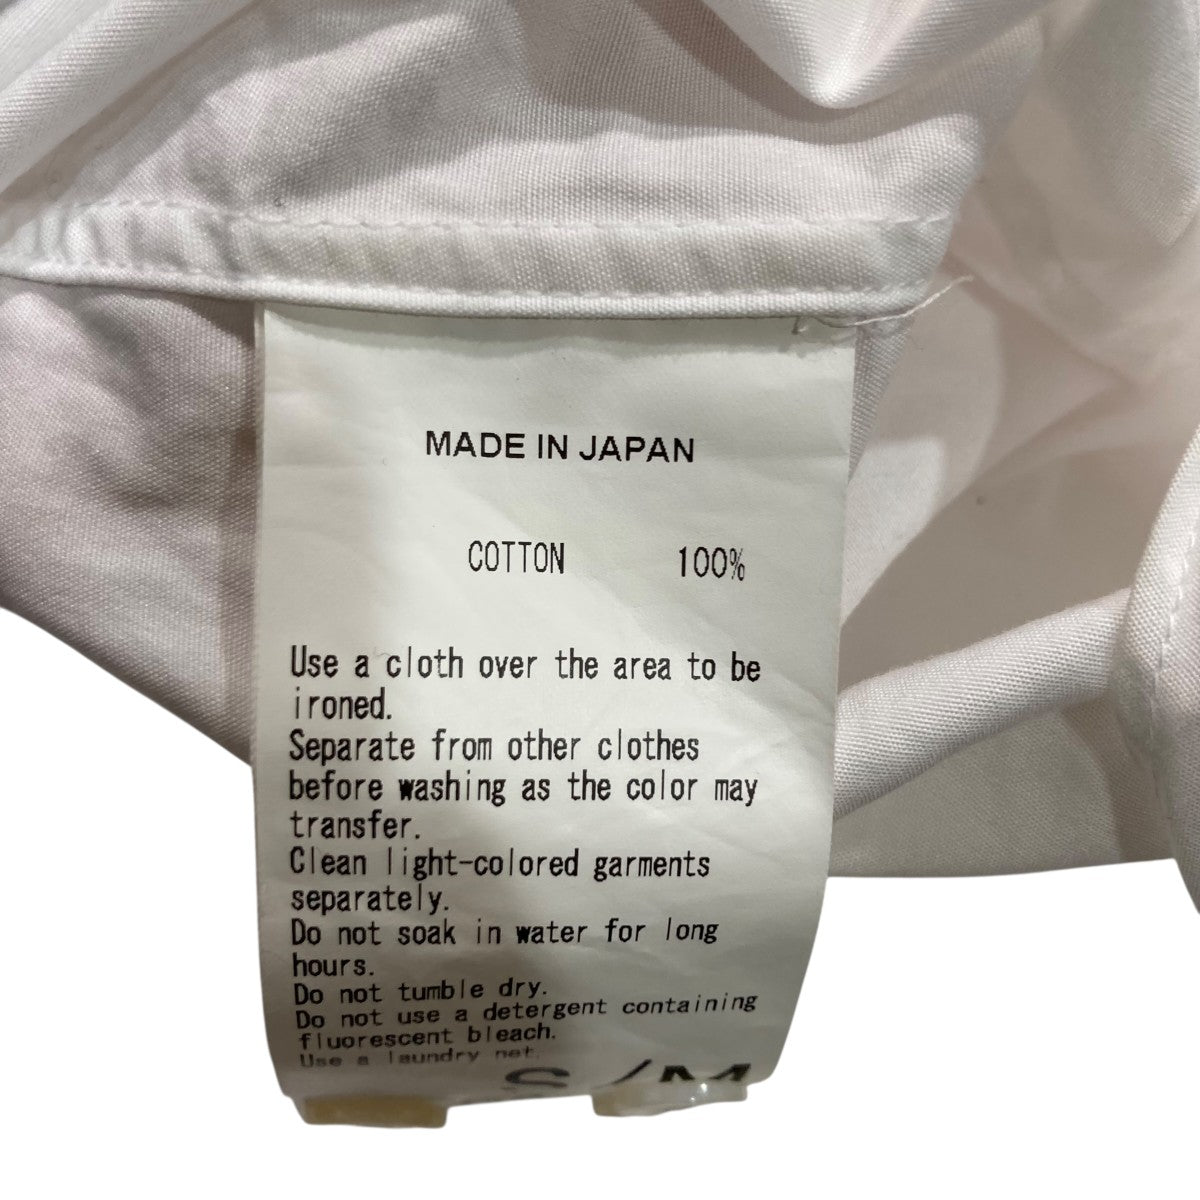 MADE IN JAPAN
COTTON 100%
Use a cloth over the area to be
ironed.
Separate from other clothes
before washing as the color may
transfer.
Clean light-colored garments
separately.
Do not soak in water for long
hours.
Do not tumble dry.
Do not use a detergent containing
fluorescent bleach.
Use a laundry net.
S/M